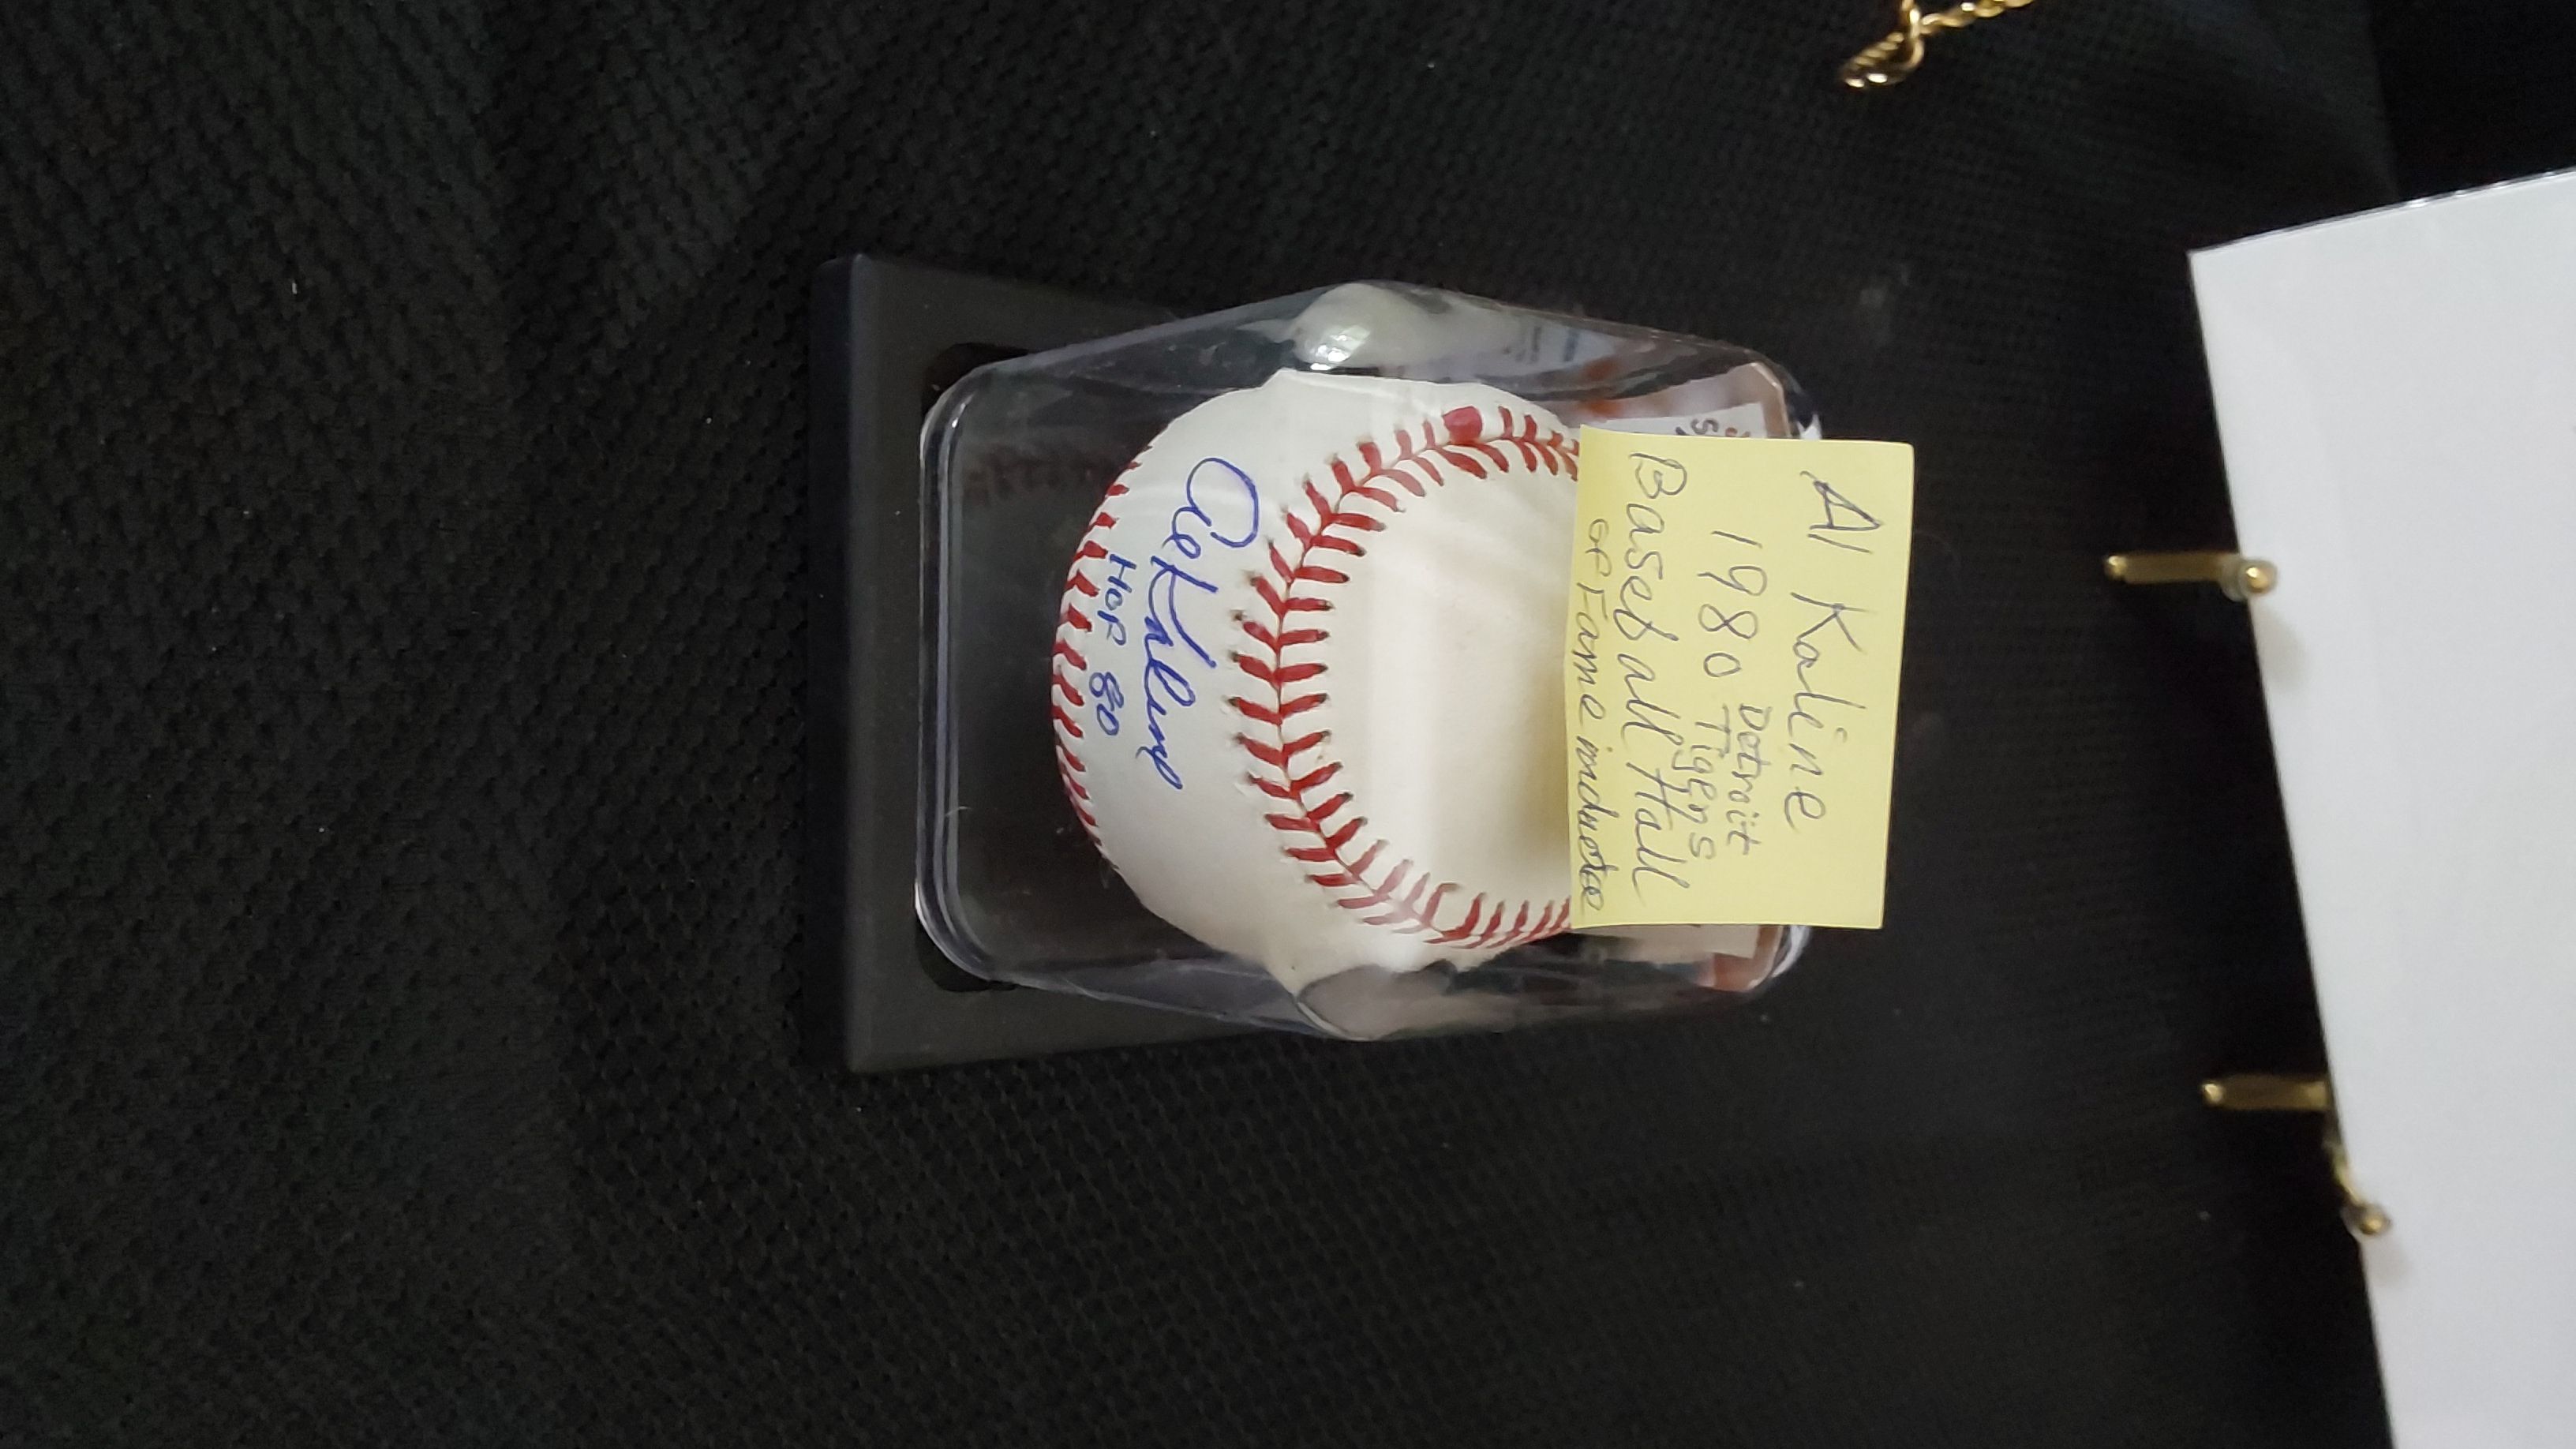 Al Kaline
Detroit
1980 Tigers
Baseball Hall
of Fame inductee
Al Kaline
HOF 80